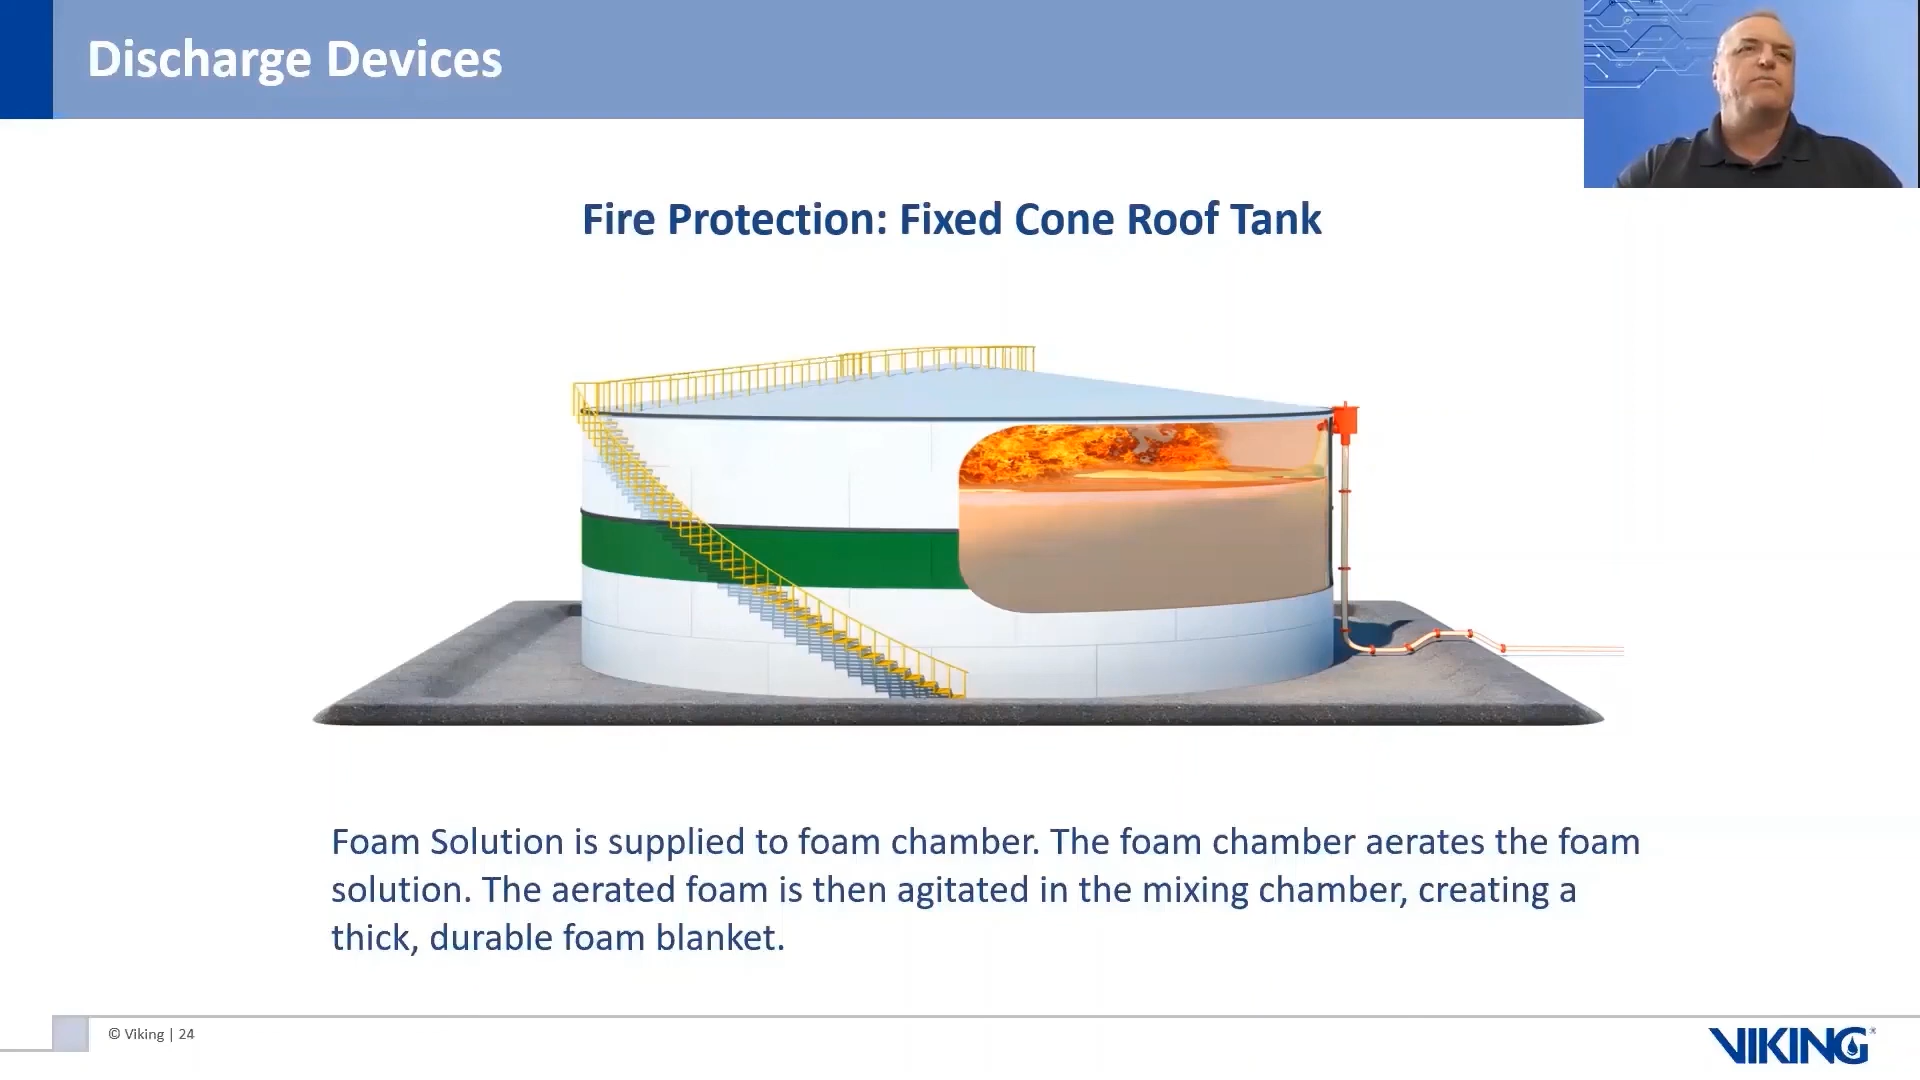 Discharge Devices
Fire Protection: Fixed Cone Roof Tank
Foam Solution is supplied to foam chamber. The foam chamber aerates the foam
solution. The aerated foam is then agitated in the mixing chamber, creating a
thick, durable foam blanket.
© Viking | 24
VIKING®